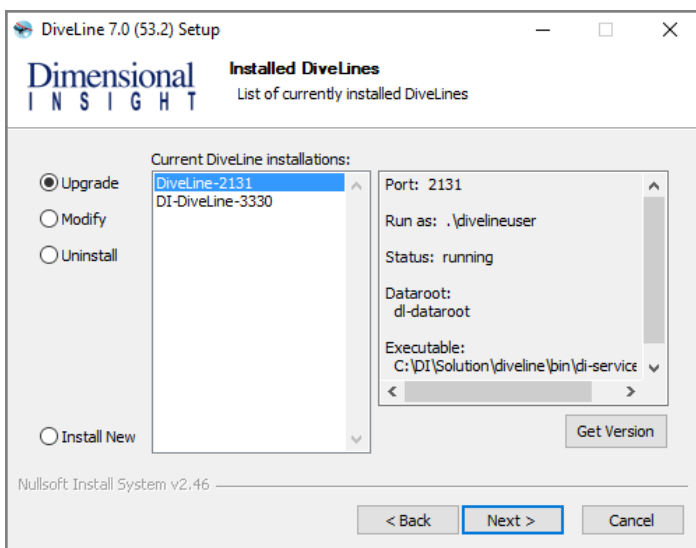 DiveLine 7.0 (53.2) Setup
Dimensional
INSIGHT
Installed DiveLines
List of currently installed DiveLines
Current DiveLine installations:
Upgrade
Modify
Uninstall
Install New
DiveLine-2131
DI-DiveLine-3330
Port: 2131
Run as: .\divelineuser
Status: running
Dataroot:
dl-dataroot
Executable:
C:\DI\Solution\diveline\bin\di-service
Get Version
Nullsoft Install System v2.46
< Back
Next >
Cancel